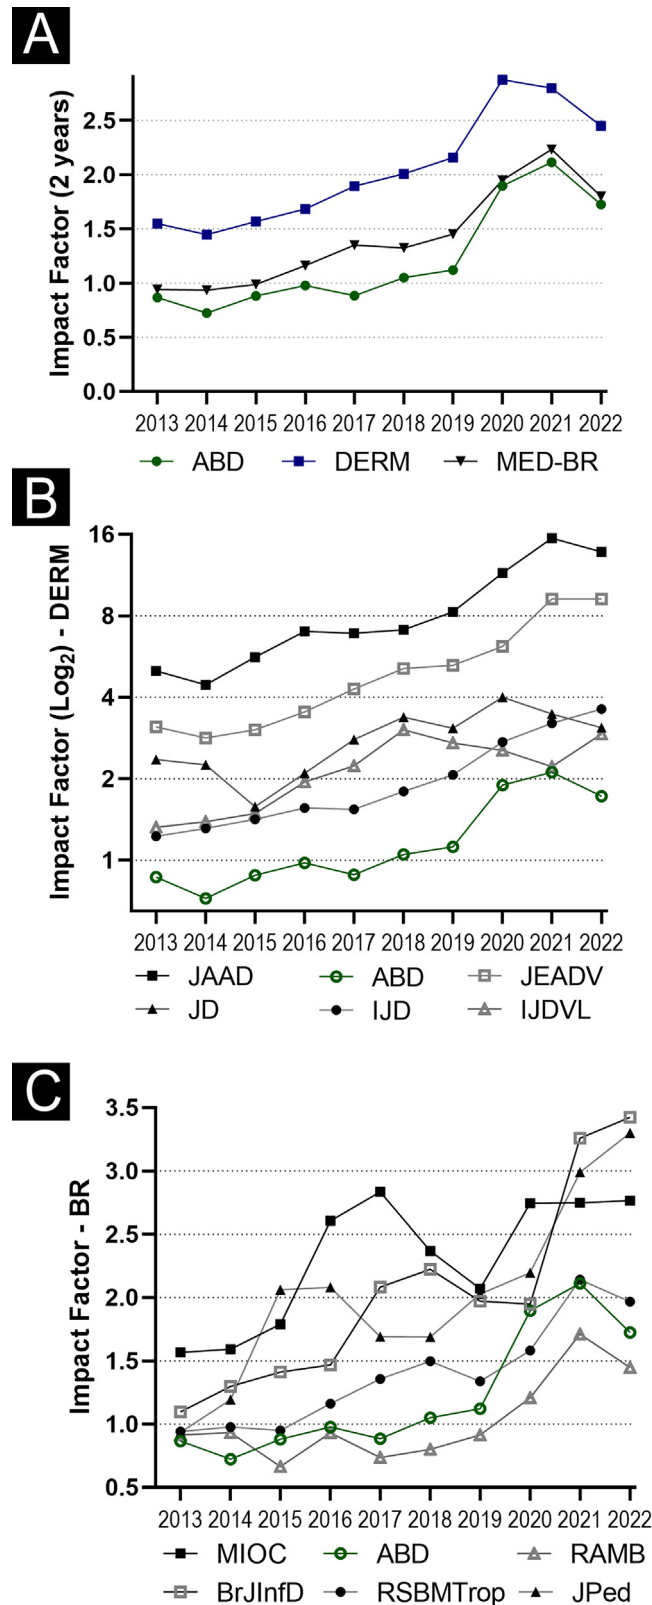 A
Impact Factor (2 years)
2.5
2.0
1.5
1.0
0.5
0.0
2013 2014 2015 2016 2017 2018 2019 2020 2021 2022
ABD DERM MED-BR
B
Impact Factor (Log2) - DERM
16
8
4
2
1
2013 2014 2015 2016 2017 2018 2019 2020 2021 2022
JAAD ABD JEADV
JD IJD IJDVL
C
Impact Factor - BR
3.5
3.0
2.5
2.0
1.5
1.0
0.5
2013 2014 2015 2016 2017 2018 2019 2020 2021 2022
MIOC ABD RAMB
BrJInfD RSBMTrop JPed